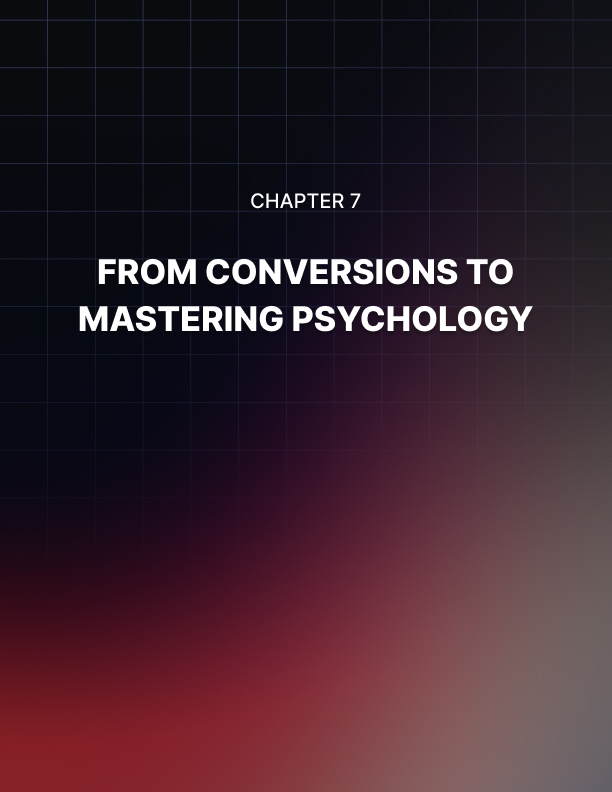 CHAPTER 7
FROM CONVERSIONS TO
MASTERING PSYCHOLOGY